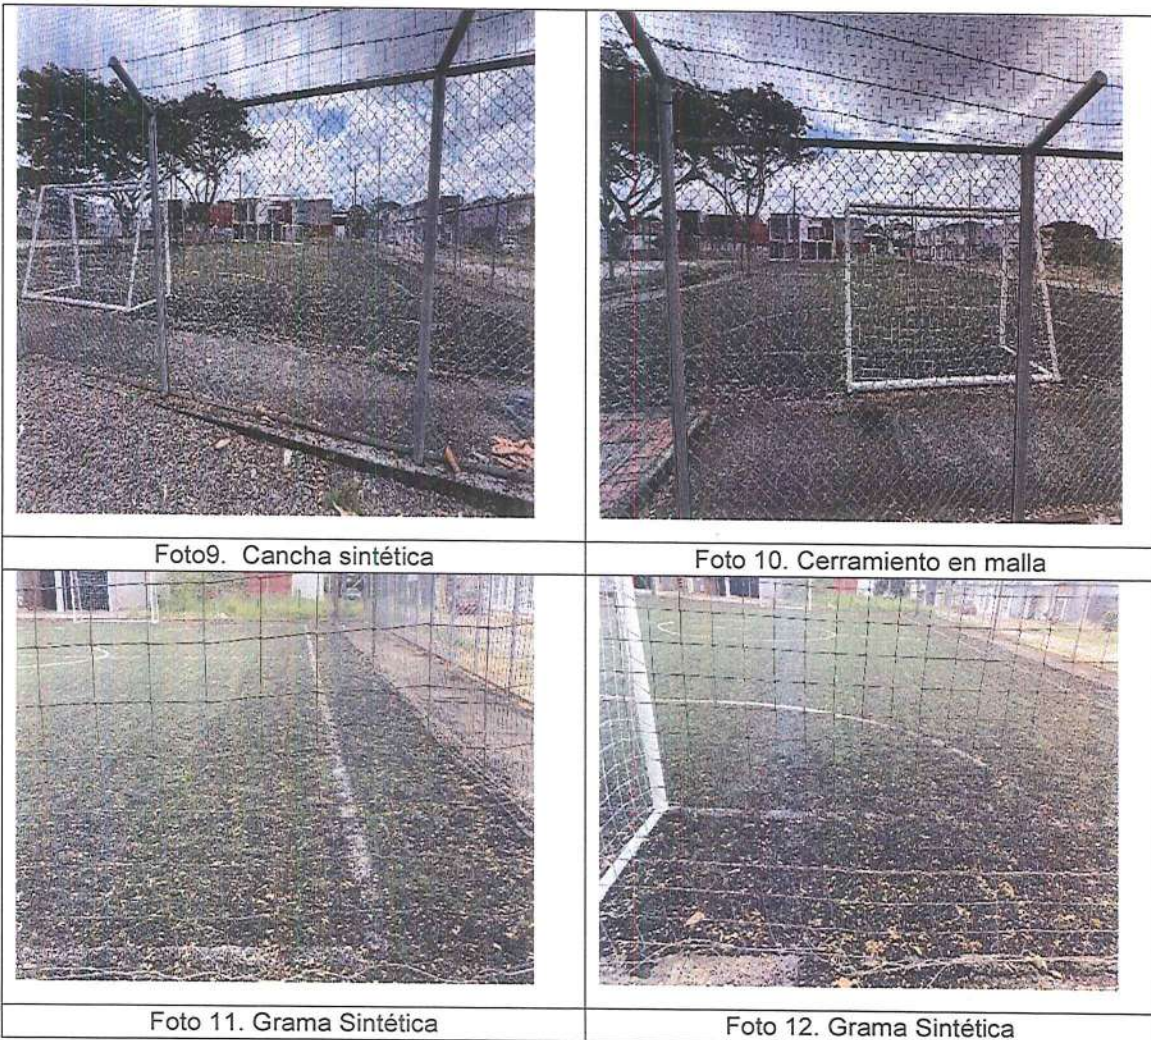 Foto9. Cancha sintética
Foto 10. Cerramiento en malla
Foto 11. Grama Sintética
Foto 12. Grama Sintética